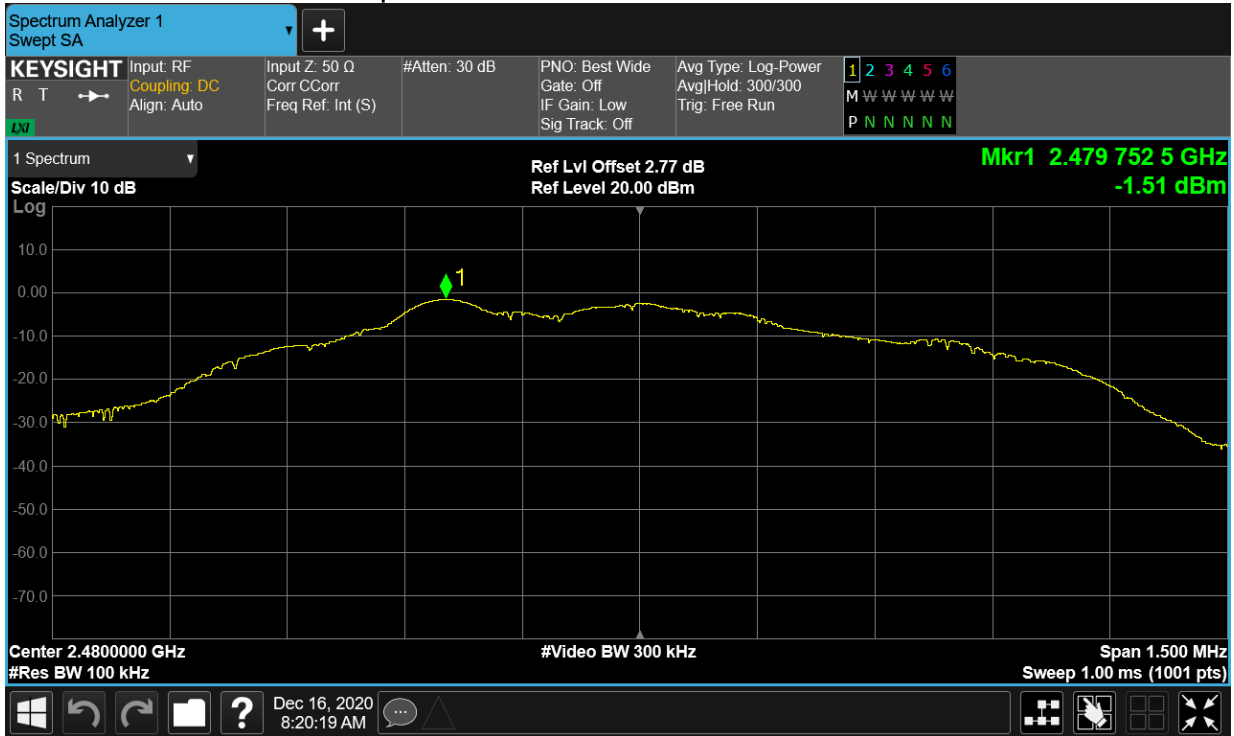 Spectrum Analyzer 1
Swept SA
+
KEYSIGHT
R T
LXI
Input: RF
Coupling: DC
Align: Auto
Input Z: 50 Ω
Corr CCorr
Freq Ref: Int (S)
#Atten: 30 dB
PNO: Best Wide
Gate: Off
IF Gain: Low
Sig Track: Off
Avg Type: Log-Power
Avg|Hold: 300/300
Trig: Free Run
1 2 3 4 5 6
M W W W W W
P N N N N N
1 Spectrum
Scale/Div 10 dB
Log
Ref Lvl Offset 2.77 dB
Ref Level 20.00 dBm
Mkr1 2.479 752 5 GHz
-1.51 dBm
10.0
0.00
-10.0
-20.0
-30.0
-40.0
-50.0
-60.0
-70.0
1
Center 2.4800000 GHz
#Res BW 100 kHz
#Video BW 300 kHz
Span 1.500 MHz
Sweep 1.00 ms (1001 pts)
?
Dec 16, 2020
8:20:19 AM